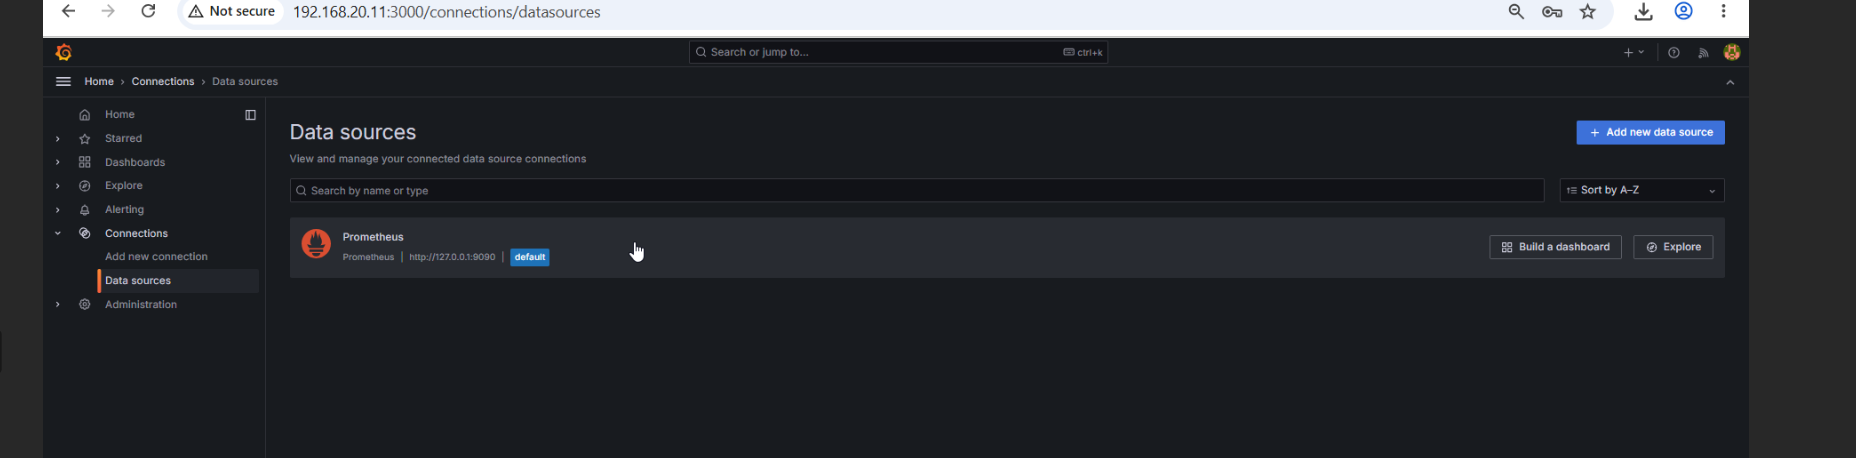 Not secure 192.168.20.11:3000/connections/datasources
Search or jump to... ctrl+k
Home › Connections › Data sources
Home
Starred
Dashboards
Explore
Alerting
Connections
Add new connection
Data sources
Administration
Data sources
+ Add new data source
View and manage your connected data source connections
Search by name or type
Sort by A–Z
Prometheus
Prometheus | http://127.0.0.1:9090 | default
Build a dashboard
Explore